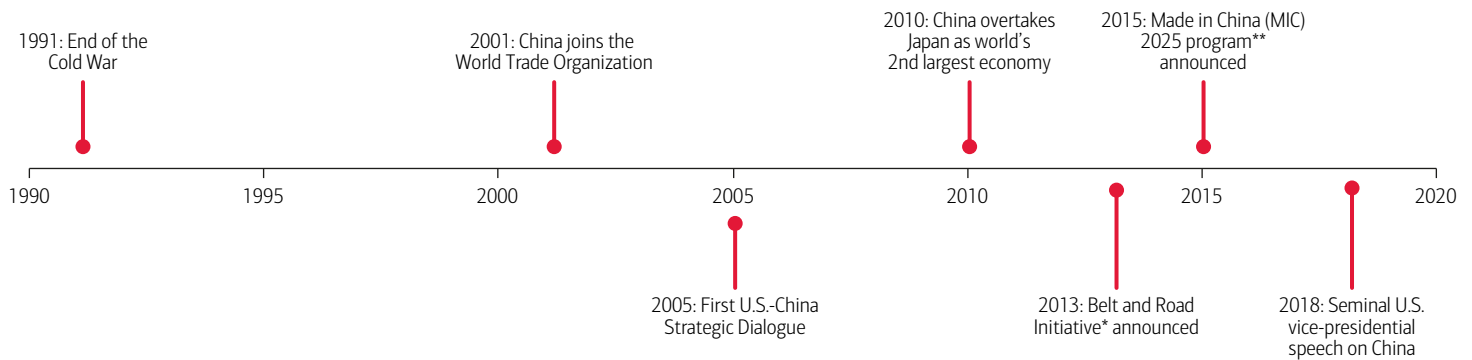 1991: End of the
Cold War
2001: China joins the
World Trade Organization
2010: China overtakes
Japan as world's
2nd largest economy
2015: Made in China (MIC)
2025 program**
announced
1990
1995
2000
2005
2010
2015
2020
2005: First U.S.-China
Strategic Dialogue
2013: Belt and Road
Initiative* announced
2018: Seminal U.S.
vice-presidential
speech on China